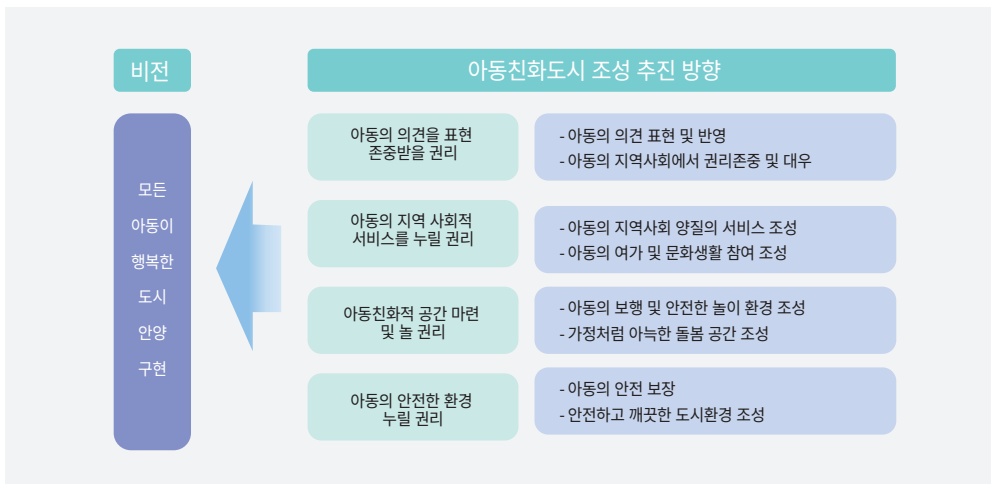 비전
모든
아동이
행복한
도시
안양
구현
아동친화도시 조성 추진 방향
아동의 의견을 표현
존중받을 권리
- 아동의 의견 표현 및 반영
- 아동의 지역사회에서 권리존중 및 대우
아동의 지역 사회적
서비스를 누릴 권리
- 아동의 지역사회 양질의 서비스 조성
- 아동의 여가 및 문화생활 참여 조성
아동친화적 공간 마련
및 놀 권리
- 아동의 보행 및 안전한 놀이 환경 조성
- 가정처럼 아늑한 돌봄 공간 조성
아동의 안전한 환경
누릴 권리
- 아동의 안전 보장
- 안전하고 깨끗한 도시환경 조성